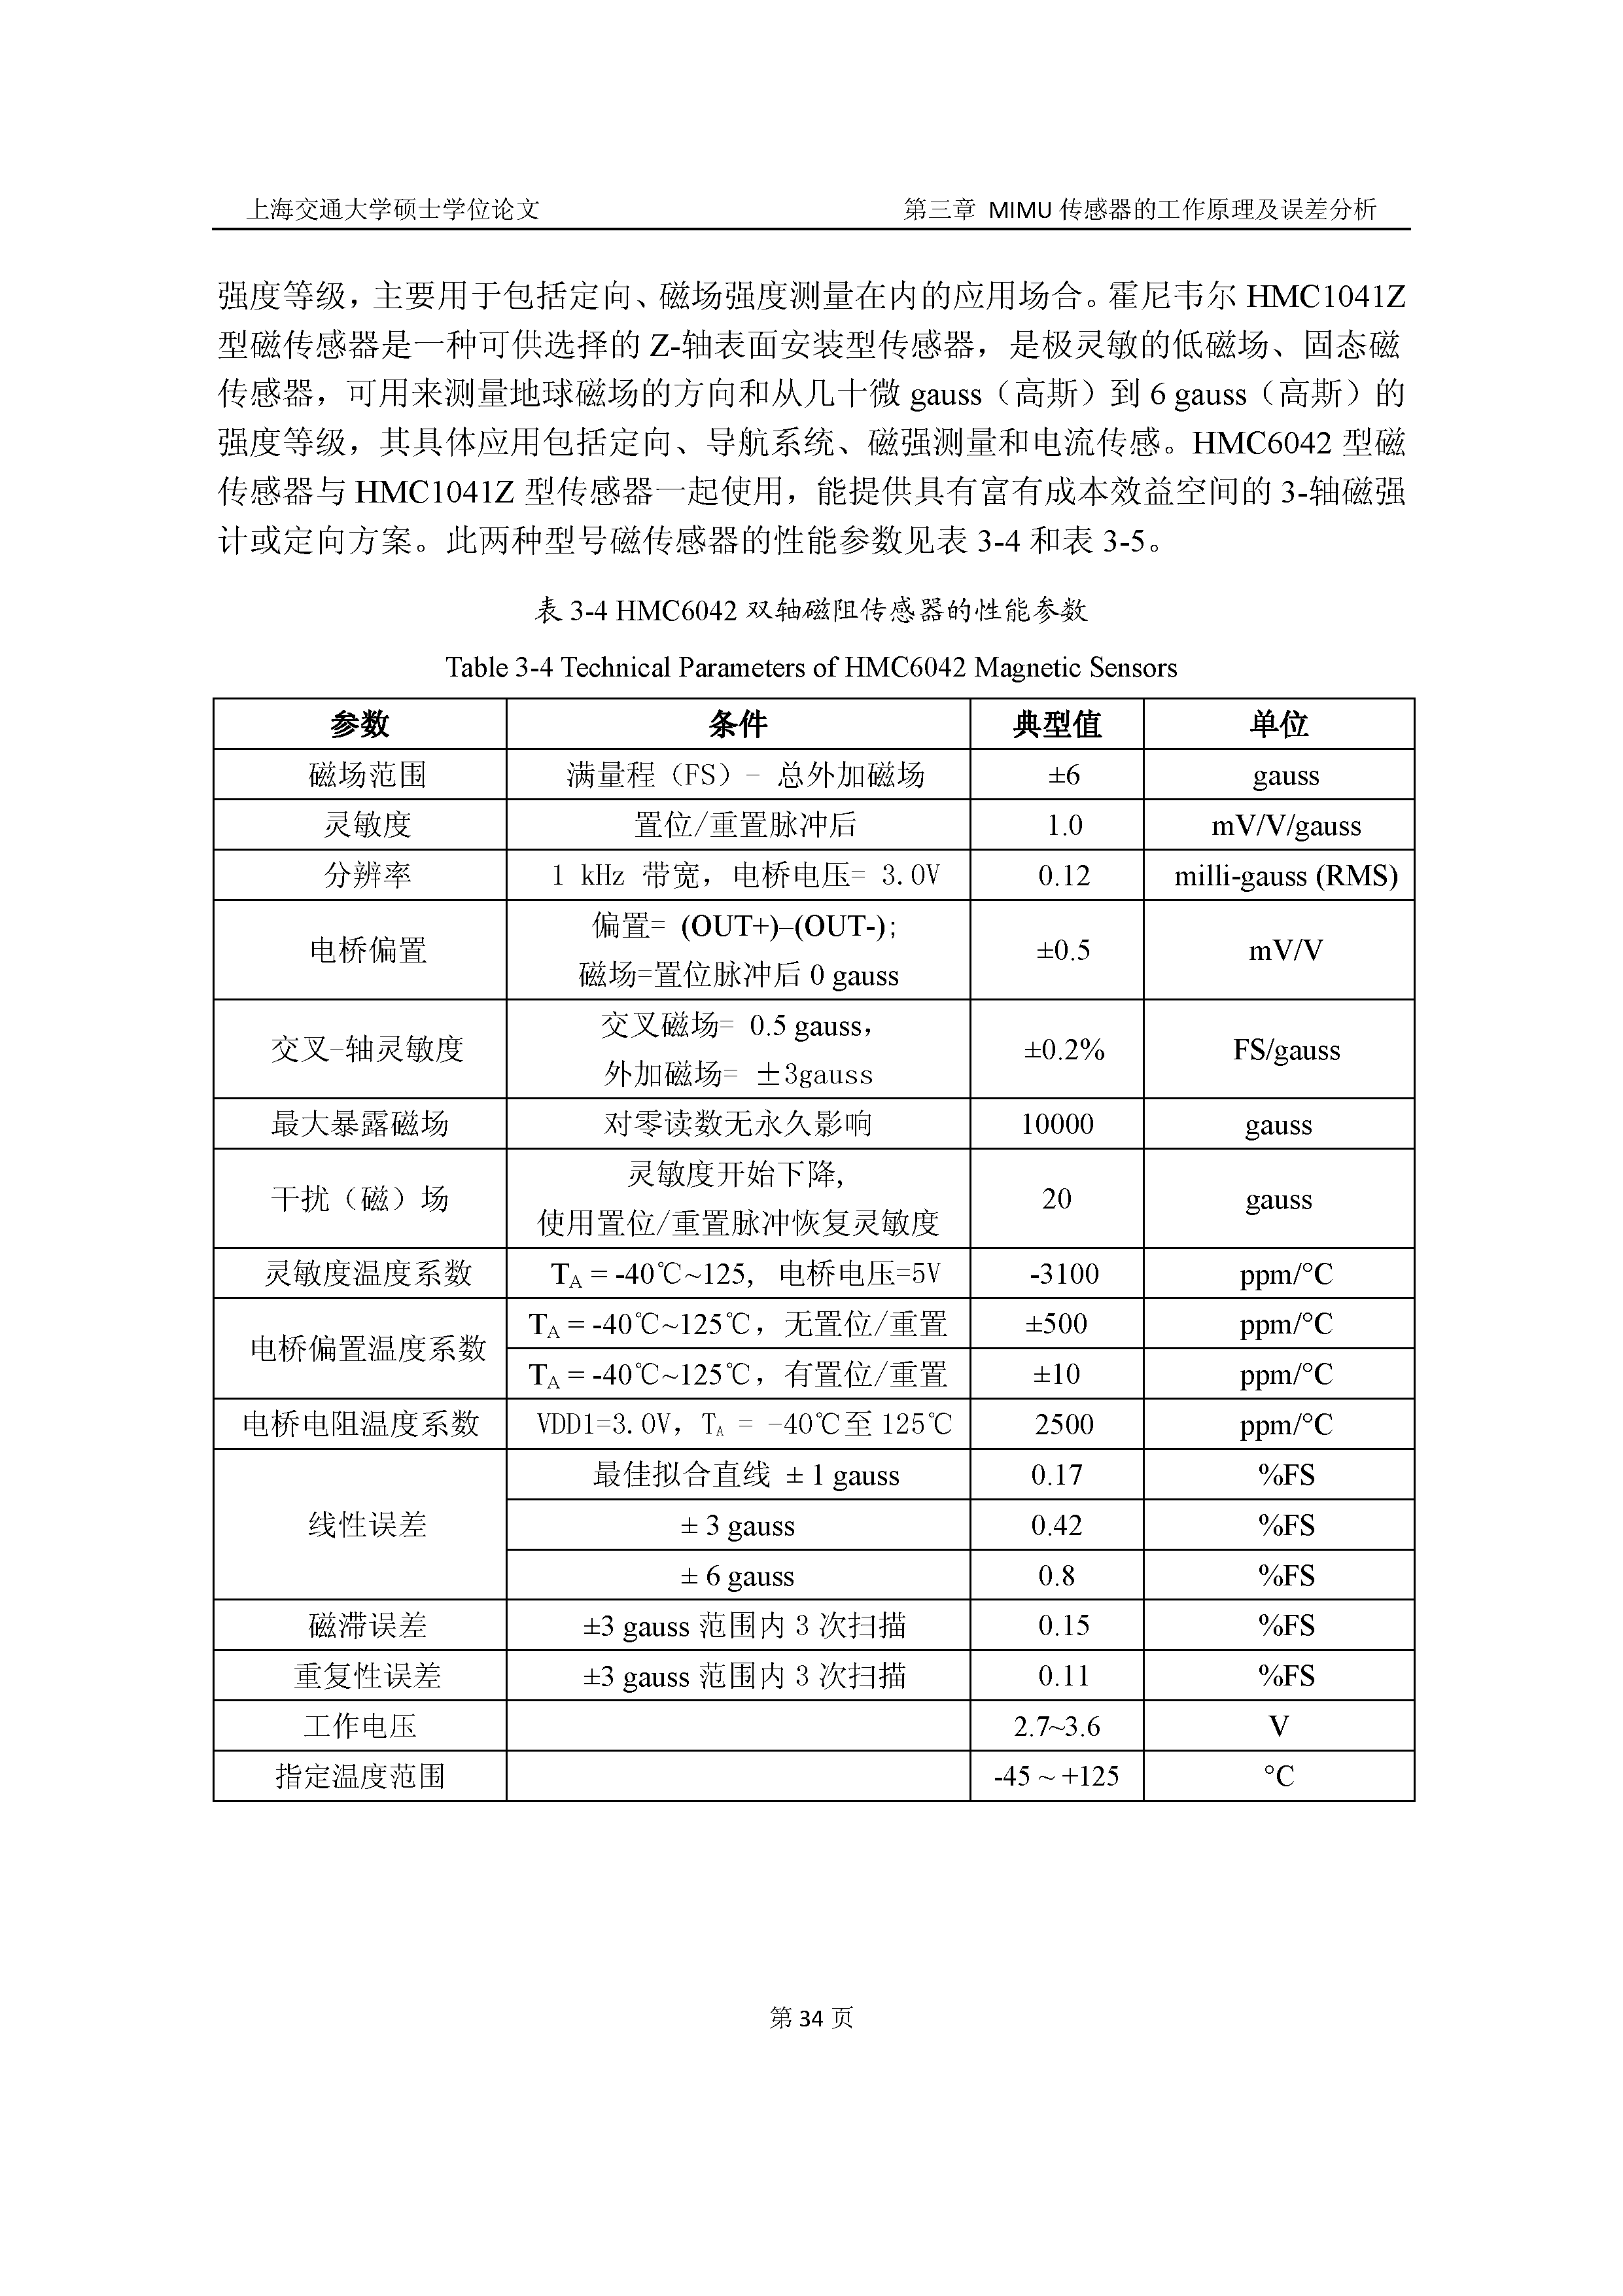 上海交通大学硕士学位论文 第三章 MIMU 传感器的工作原理及误差分析
强度等级，主要用于包括定向、磁场强度测量在内的应用场合。霍尼韦尔 HMC1041Z
型磁传感器是一种可供选择的 Z-轴表面安装型传感器，是极灵敏的低磁场、固态磁
传感器，可用来测量地球磁场的方向和从几十微 gauss（高斯）到 6 gauss（高斯）的
强度等级，其具体应用包括定向、导航系统、磁强测量和电流传感。HMC6042 型磁
传感器与 HMC1041Z 型传感器一起使用，能提供具有富有成本效益空间的 3-轴磁强
计或定向方案。此两种型号磁传感器的性能参数见表 3-4 和表 3-5。
表 3-4 HMC6042 双轴磁阻传感器的性能参数
Table 3-4 Technical Parameters of HMC6042 Magnetic Sensors
参数 条件 典型值 单位
磁场范围 满量程（FS）- 总外加磁场 ±6 gauss
灵敏度 置位/重置脉冲后 1.0 mV/V/gauss
分辨率 1 kHz 带宽，电桥电压= 3.0V 0.12 milli-gauss (RMS)
电桥偏置 偏置= (OUT+)–(OUT-);
磁场=置位脉冲后 0 gauss ±0.5 mV/V
交叉-轴灵敏度 交叉磁场= 0.5 gauss，
外加磁场= ±3gauss ±0.2% FS/gauss
最大暴露磁场 对零读数无永久影响 10000 gauss
干扰（磁）场 灵敏度开始下降,
使用置位/重置脉冲恢复灵敏度 20 gauss
灵敏度温度系数 TA = -40℃~125, 电桥电压=5V -3100 ppm/°C
电桥偏置温度系数 TA = -40℃~125℃，无置位/重置 ±500 ppm/°C
TA = -40℃~125℃，有置位/重置 ±10 ppm/°C
电桥电阻温度系数 VDD1=3.0V，TA = -40℃至 125℃ 2500 ppm/°C
线性误差 最佳拟合直线 ± 1 gauss 0.17 %FS
± 3 gauss 0.42 %FS
± 6 gauss 0.8 %FS
磁滞误差 ±3 gauss 范围内 3 次扫描 0.15 %FS
重复性误差 ±3 gauss 范围内 3 次扫描 0.11 %FS
工作电压 2.7~3.6 V
指定温度范围 -45 ~ +125 °C
第 34 页